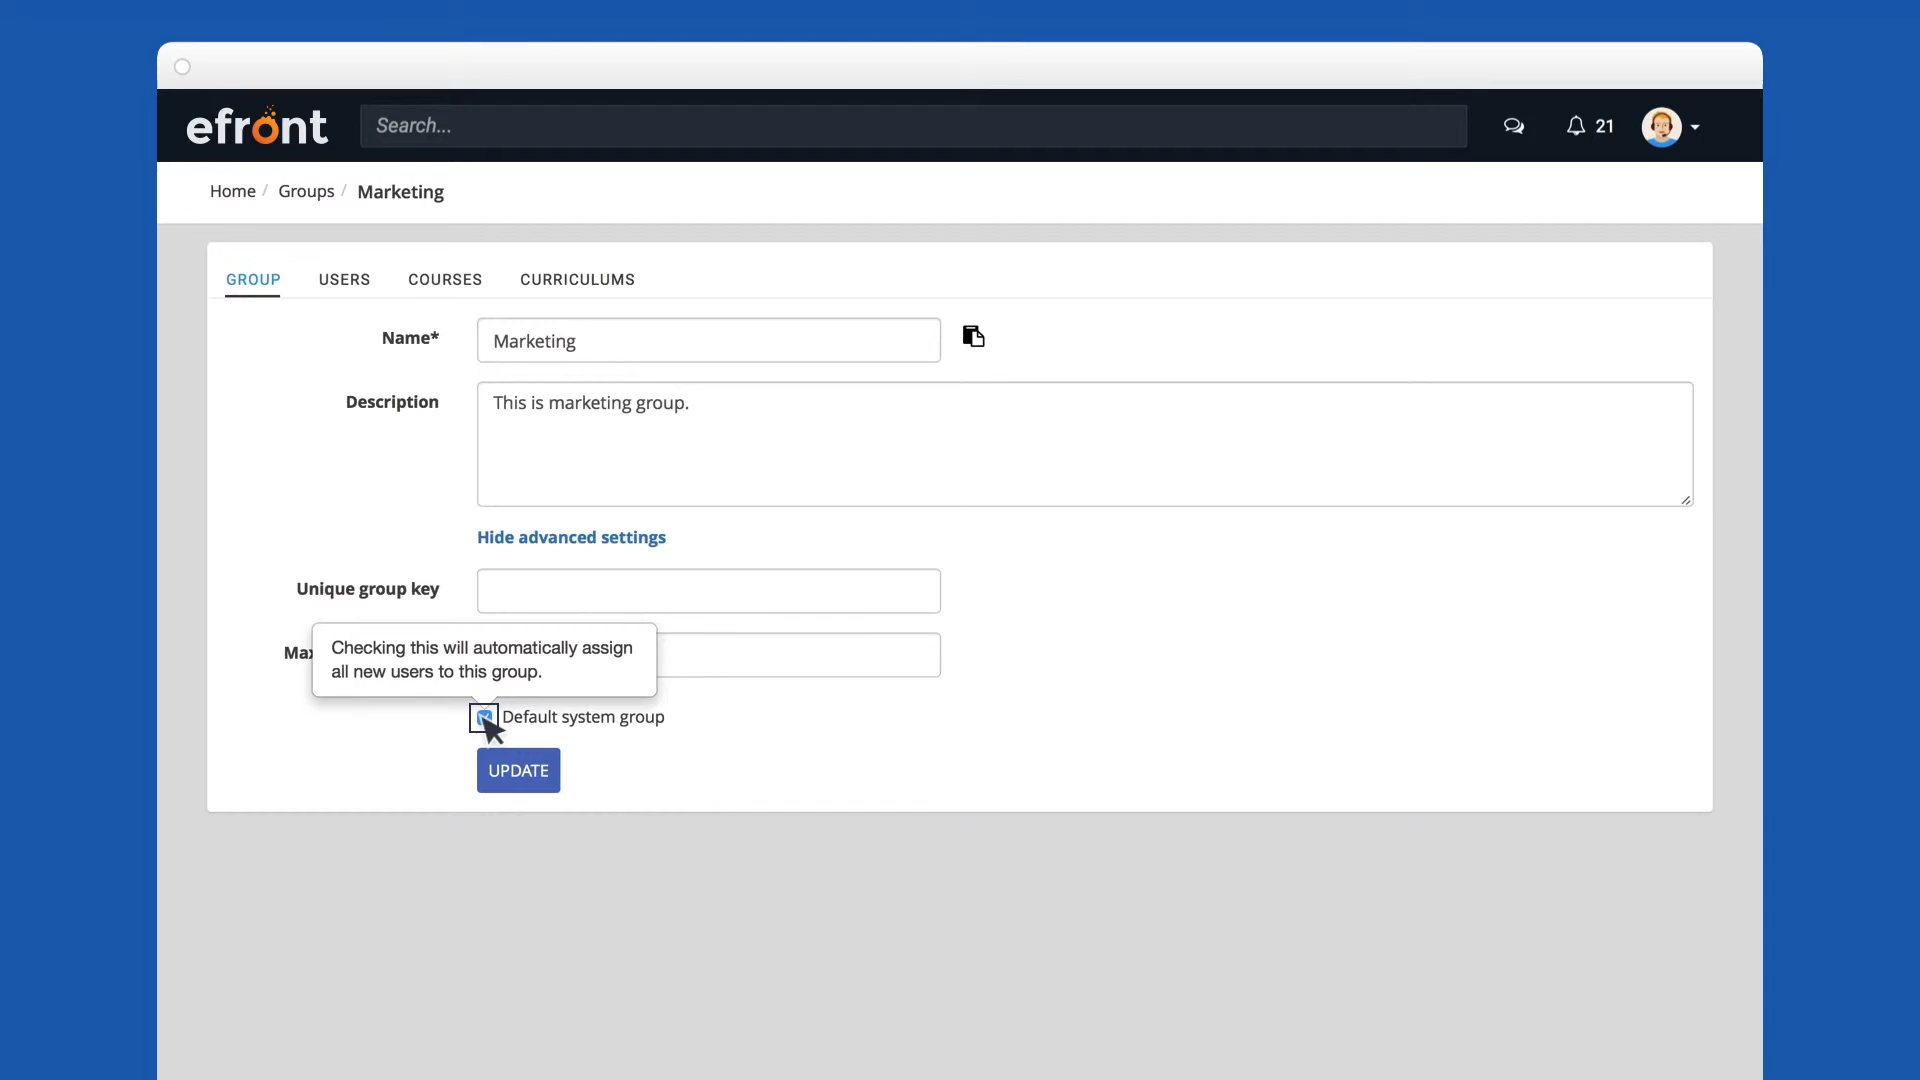 efront
Search...
21
Home / Groups / Marketing
GROUP USERS COURSES CURRICULUMS
Name* Marketing
Description This is marketing group.
Hide advanced settings
Unique group key
Checking this will automatically assign
all new users to this group.
Default system group
UPDATE